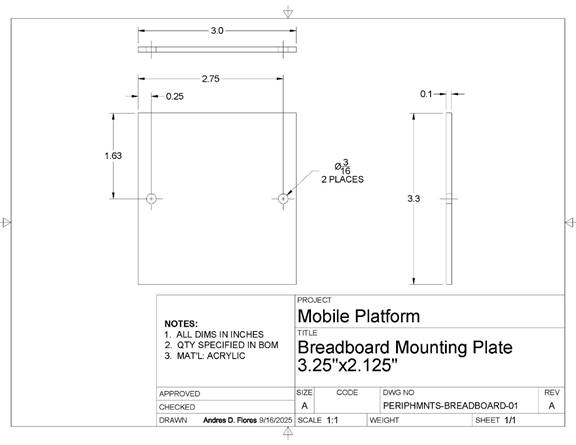 3.0
2.75
0.25
0.1
1.63
Ø3/16
2 PLACES
3.3
NOTES:
1. ALL DIMS IN INCHES
2. QTY SPECIFIED IN BOM
3. MAT'L: ACRYLIC
PROJECT
Mobile Platform
TITLE
Breadboard Mounting Plate
3.25"x2.125"
APPROVED
CHECKED
DRAWN Andres D. Flores 9/16/2025
SIZE CODE DWG NO REV
A PERIPHMNTS-BREADBOARD-01 A
SCALE 1:1 WEIGHT SHEET 1/1